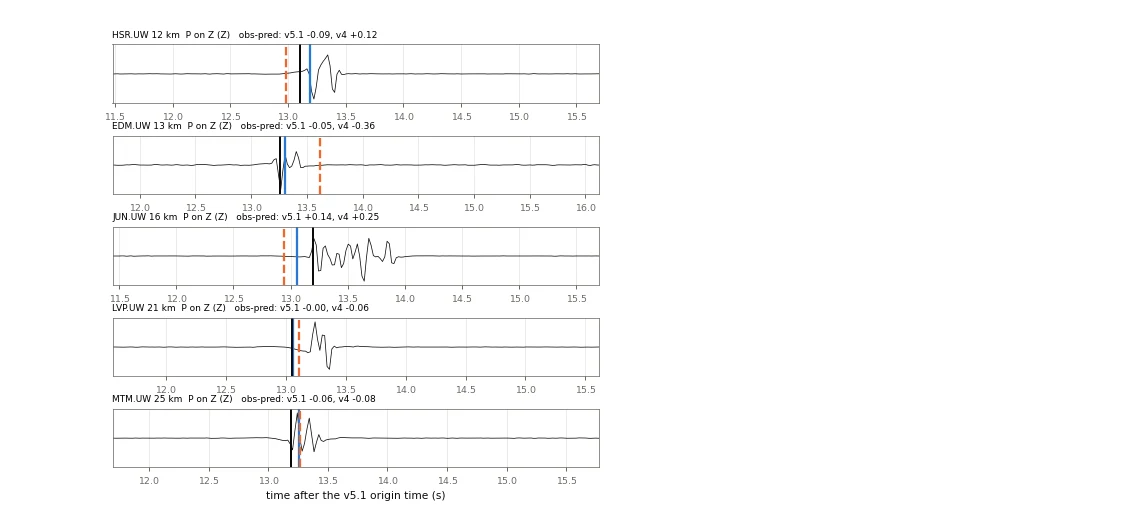 HSR.UW 12 km P on Z (Z) obs-pred: v5.1 -0.09, v4 +0.12
11.5 12.0 12.5 13.0 13.5 14.0 14.5 15.0 15.5
EDM.UW 13 km P on Z (Z) obs-pred: v5.1 -0.05, v4 -0.36
12.0 12.5 13.0 13.5 14.0 14.5 15.0 15.5 16.0
JUN.UW 16 km P on Z (Z) obs-pred: v5.1 +0.14, v4 +0.25
11.5 12.0 12.5 13.0 13.5 14.0 14.5 15.0 15.5
LVP.UW 21 km P on Z (Z) obs-pred: v5.1 -0.00, v4 -0.06
12.0 12.5 13.0 13.5 14.0 14.5 15.0 15.5
MTM.UW 25 km P on Z (Z) obs-pred: v5.1 -0.06, v4 -0.08
12.0 12.5 13.0 13.5 14.0 14.5 15.0 15.5
time after the v5.1 origin time (s)